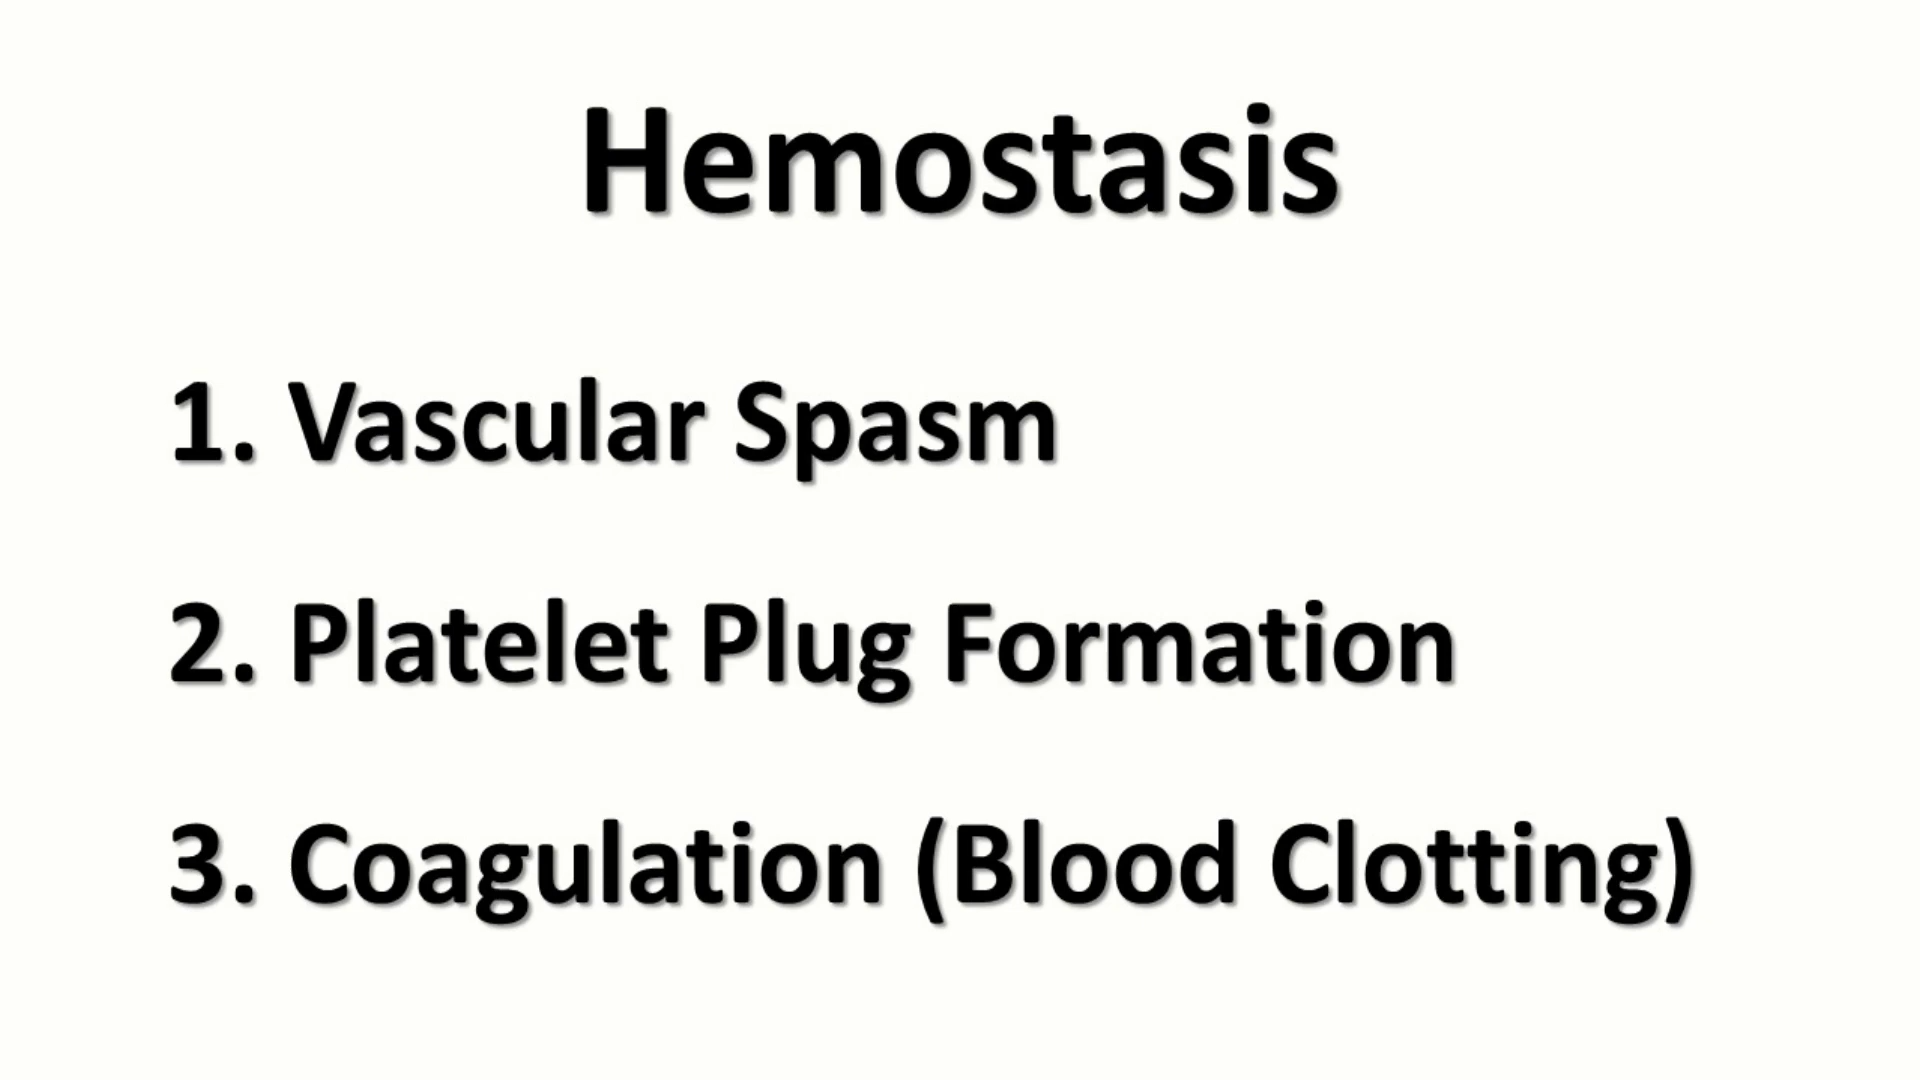 Hemostasis
1. Vascular Spasm
2. Platelet Plug Formation
3. Coagulation (Blood Clotting)